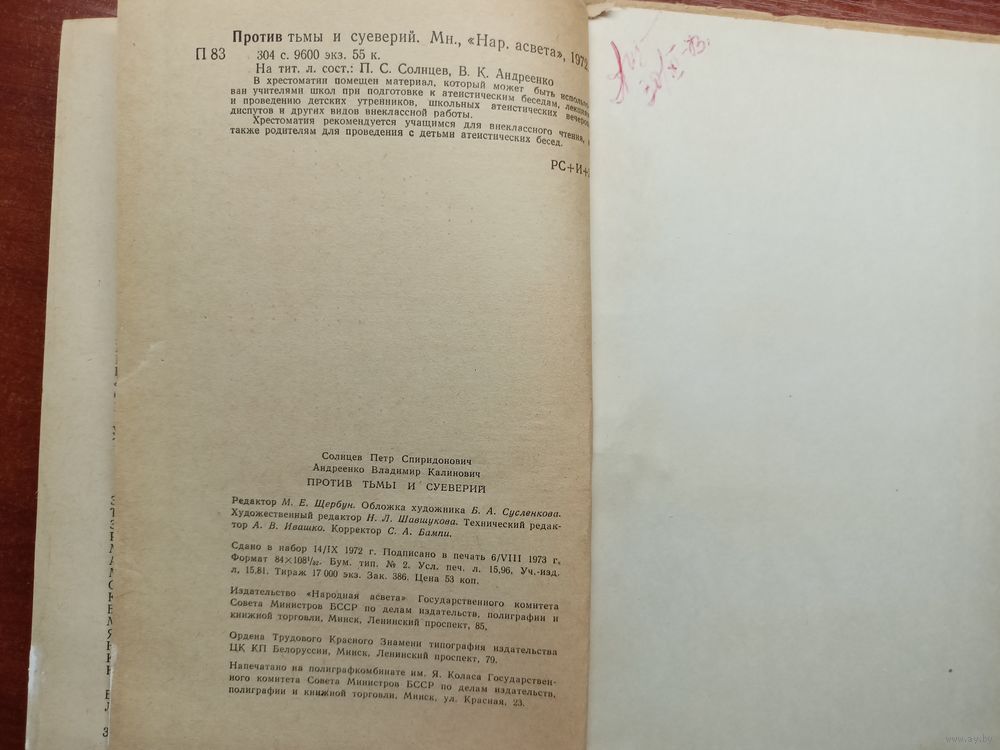 Против тьмы и суеверий. Мн., «Нар. асвета», 1972
П 83
304 с. 9600 экз. 55 к.
На тит. л. сост.: П. С. Солнцев, В. К. Андреенко
В хрестоматии помещен материал, который может быть использо-
ван учителями школ при подготовке к атеистическим беседам,
и проведению детских утренников, школьных атеистических вечеров,
диспутов и других видов внеклассной работы.
Хрестоматия рекомендуется учащимся для внеклассного чтения,
также родителям для проведения с детьми атеистических бесед.
РС+И+
Солнцев Петр Спиридонович
Андреенко Владимир Калинович
ПРОТИВ ТЬМЫ И СУЕВЕРИЙ
Редактор М. Е. Щербун. Обложка художника Б. А. Сусленкова.
Художественный редактор Н. Л. Шавшукова. Технический редак-
тор А. В. Ивашко. Корректор С. А. Бампи.
Сдано в набор 14/IX 1972 г. Подписано в печать 6/VIII 1973 г.
Формат 84×108¹/₃₂. Бум. тип. № 2. Усл. печ. л. 15,96. Уч.-изд.
л. 15,81. Тираж 17 000 экз. Зак. 386. Цена 53 коп.
Издательство «Народная асвета» Государственного комитета
Совета Министров БССР по делам издательств, полиграфии и
книжной торговли, Минск, Ленинский проспект, 85.
Ордена Трудового Красного Знамени типография издательства
ЦК КП Белоруссии, Минск, Ленинский проспект, 79.
Напечатано на полиграфкомбинате им. Я. Коласа Государствен-
ного комитета Совета Министров БССР по делам издательств,
полиграфии и книжной торговли, Минск, ул. Красная, 23.
www.ay.by